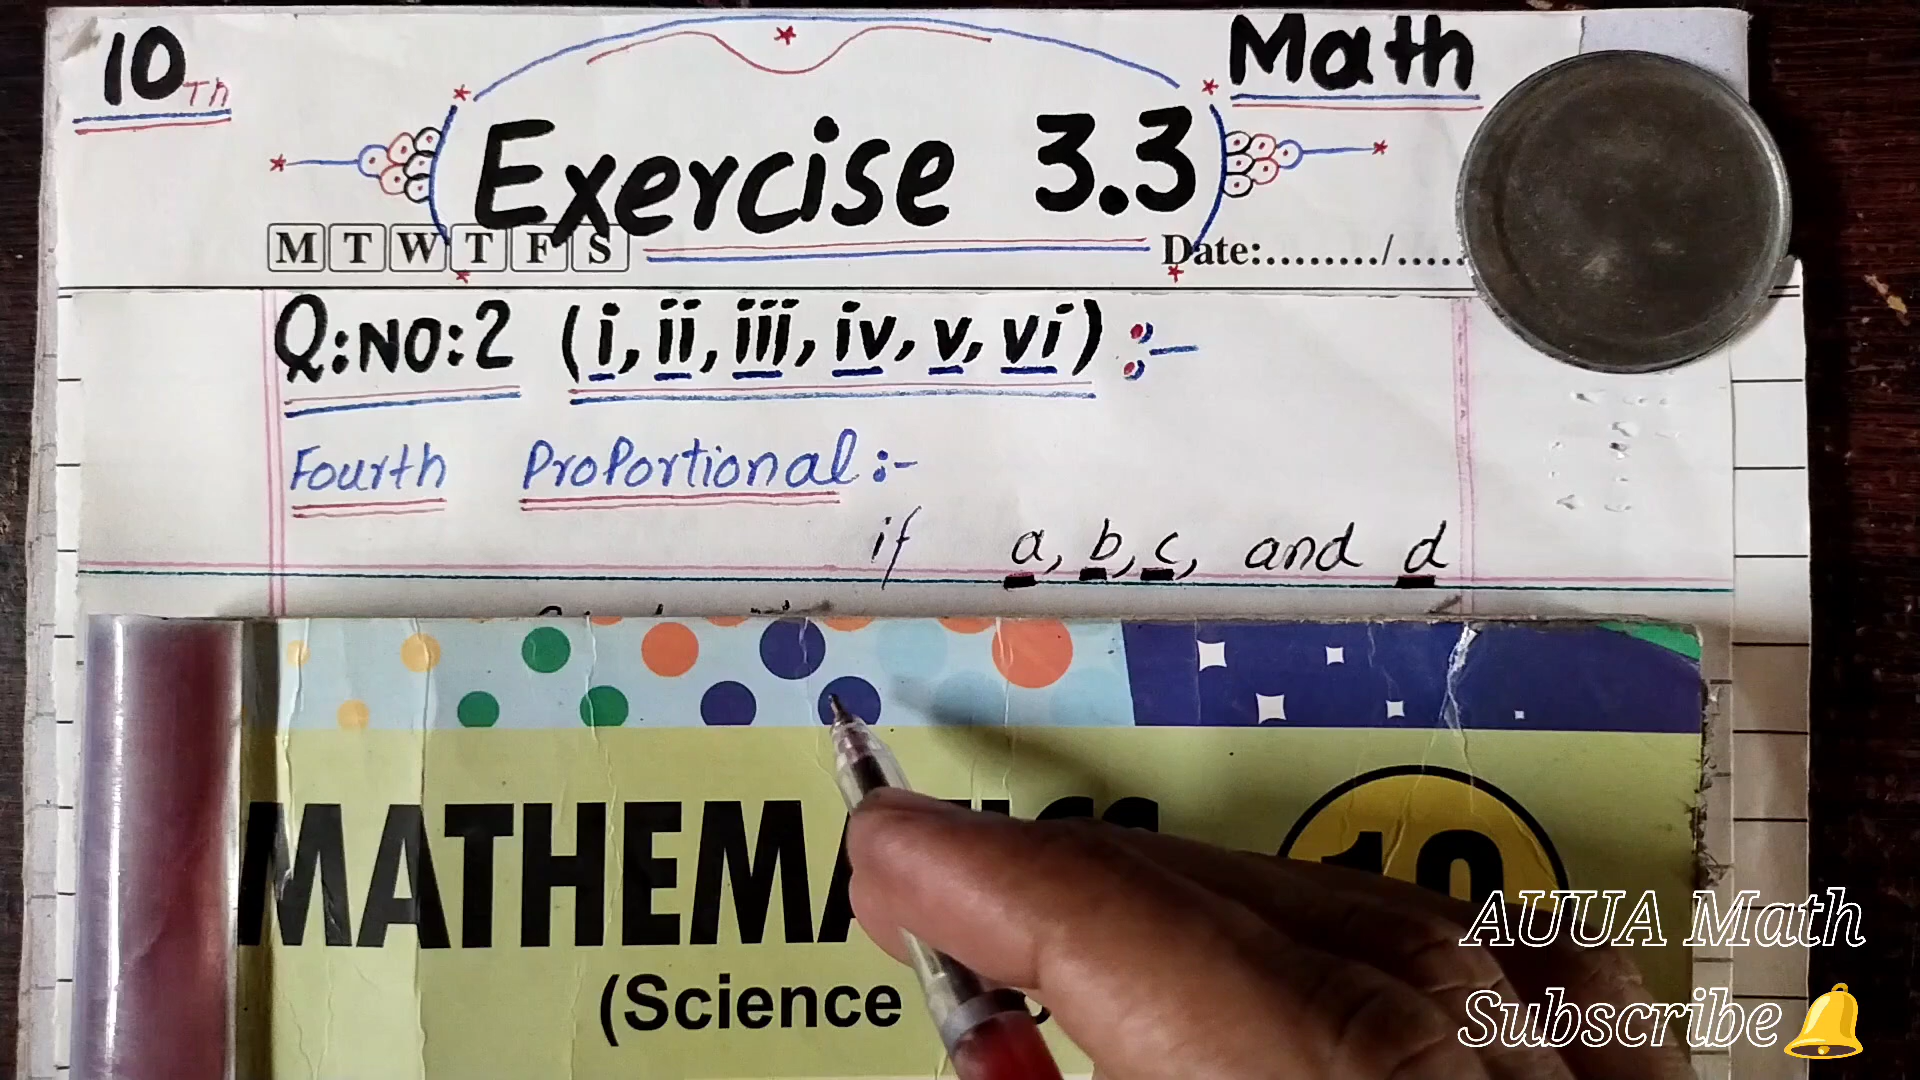 10Th
Math
Exercise 3.3
M T W T F S
Date:......../.....
Q:NO:2 (i, ii, iii, iv, v, vi) :-
Fourth Proportional :-
if a, b, c, and d
MATHEMA
10
(Science
AUUA Math
Subscribe